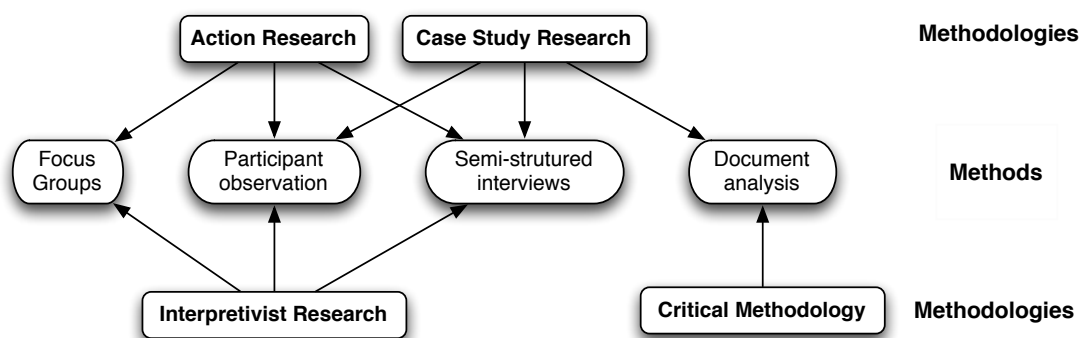 Action Research
Case Study Research
Methodologies
Focus
Groups
Participant
observation
Semi-strutured
interviews
Document
analysis
Methods
Interpretivist Research
Critical Methodology
Methodologies